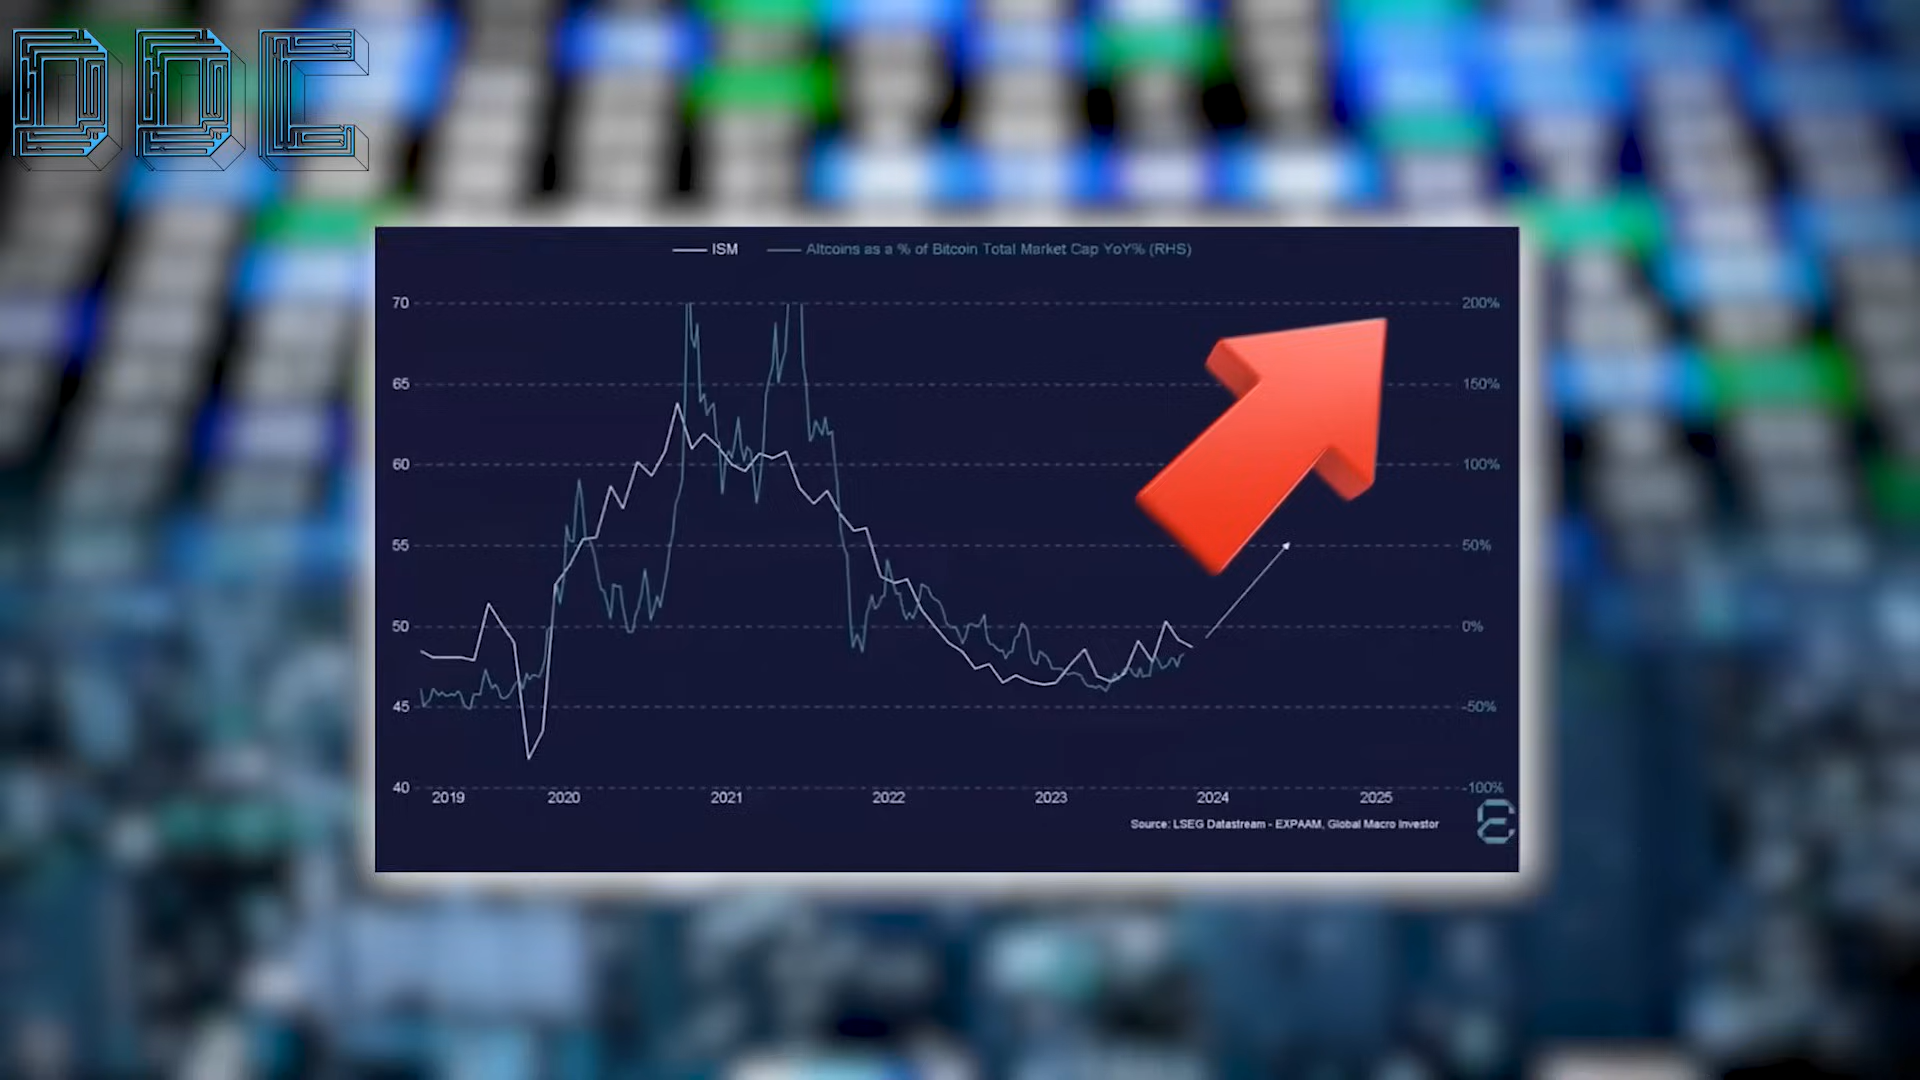 DDC
ISM Altcoins as a % of Bitcoin Total Market Cap YoY% (RHS)
70 200%
65 150%
60 100%
55 50%
50 0%
45 -50%
40 -100%
2019 2020 2021 2022 2023 2024 2025
Source: LSEG Datastream - EXPAAM, Global Macro Investor